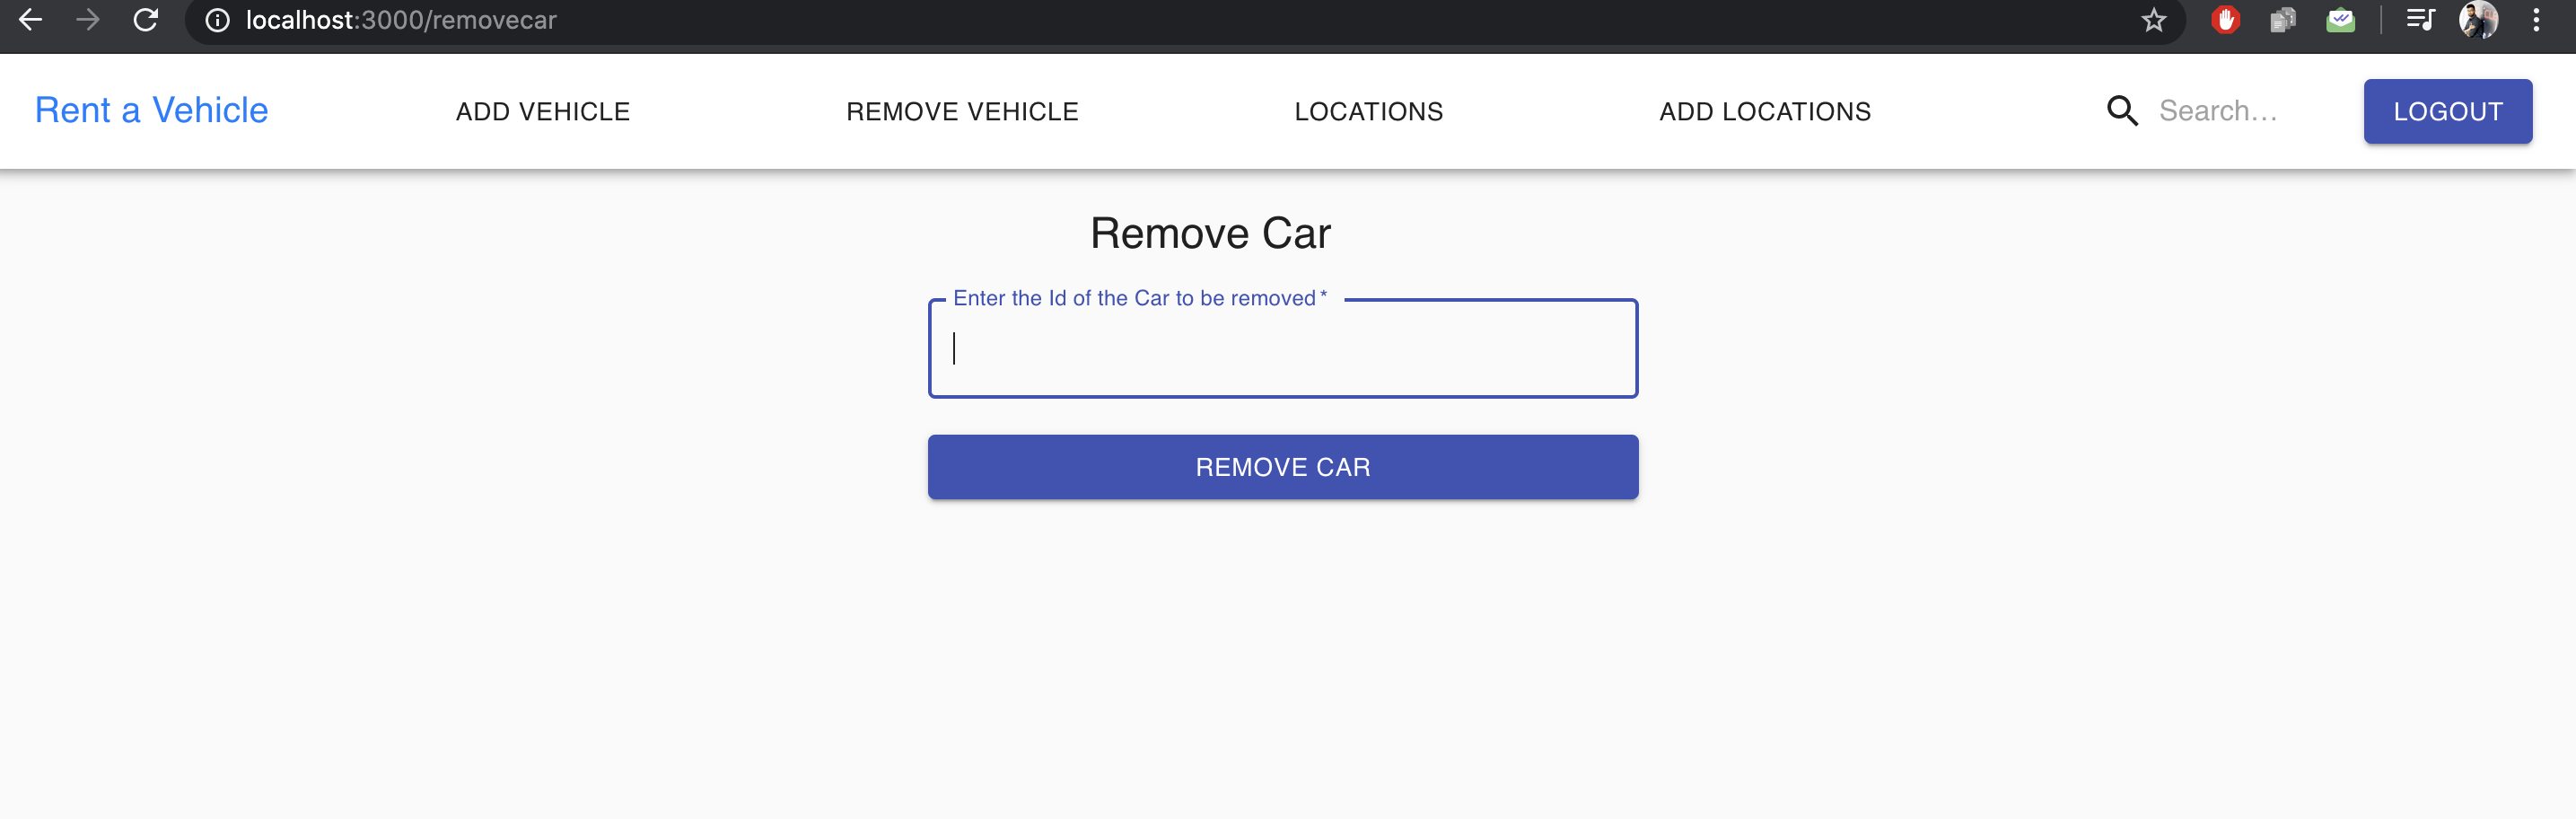 localhost:3000/removecar
Rent a Vehicle ADD VEHICLE REMOVE VEHICLE LOCATIONS ADD LOCATIONS Search... LOGOUT
Remove Car
Enter the Id of the Car to be removed *
REMOVE CAR